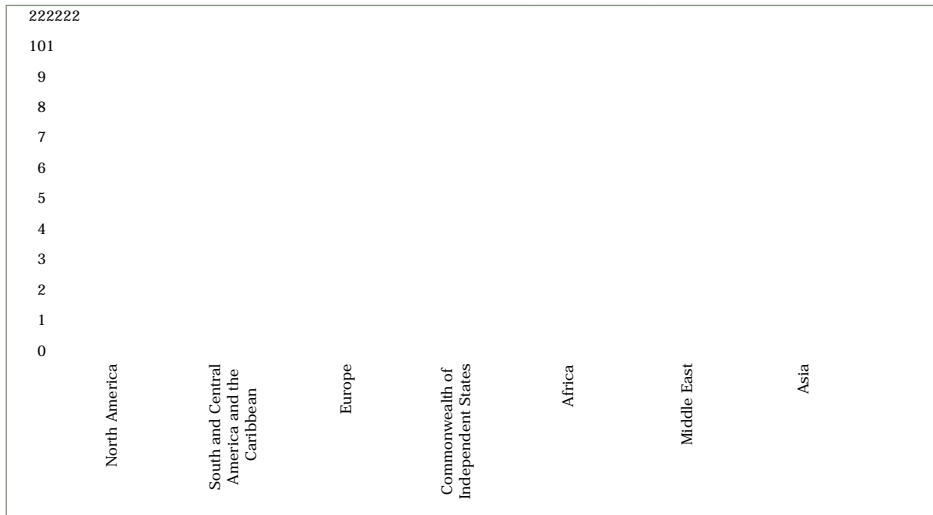 222222
101
9
8
7
6
5
4
3
2
1
0
North America
South and Central
America and the
Caribbean
Europe
Commonwealth of
Independent States
Africa
Middle East
Asia